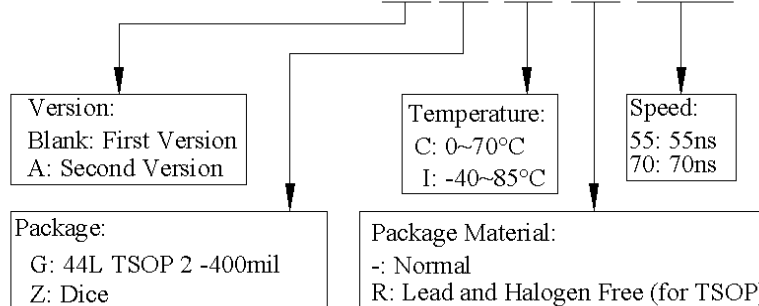 Version:
Blank: First Version
A: Second Version
Temperature:
C: 0~70°C
I: -40~85°C
Speed:
55: 55ns
70: 70ns
Package:
G: 44L TSOP 2 -400mil
Z: Dice
Package Material:
-: Normal
R: Lead and Halogen Free (for TSOP)